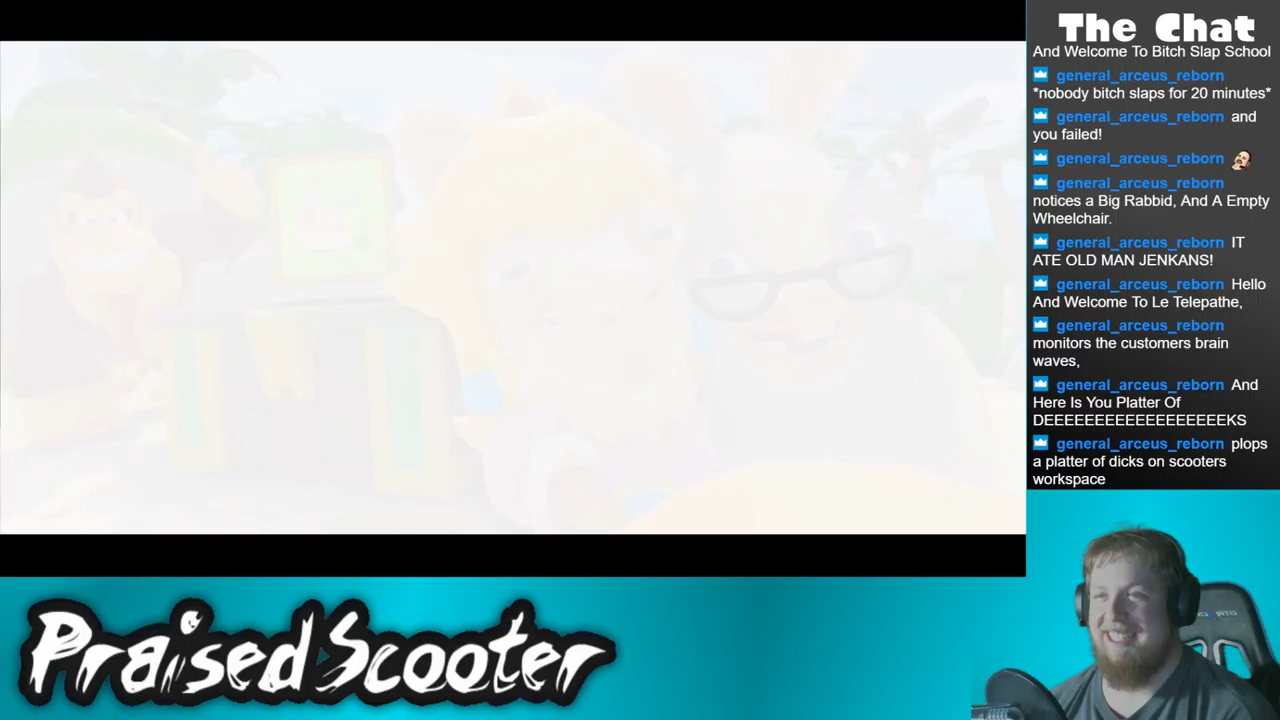 The Chat
And Welcome To Bitch Slap School
general_arceus_reborn
*nobody bitch slaps for 20 minutes*
general_arceus_reborn and
you failed!
general_arceus_reborn
general_arceus_reborn
notices a Big Rabbid, And A Empty
Wheelchair.
general_arceus_reborn IT
ATE OLD MAN JENKANS!
general_arceus_reborn Hello
And Welcome To Le Telepathe,
general_arceus_reborn
monitors the customers brain
waves,
general_arceus_reborn And
Here Is You Platter Of
DEEEEEEEEEEEEEEEEEEKS
general_arceus_reborn plops
a platter of dicks on scooters
workspace
PraisedScooter